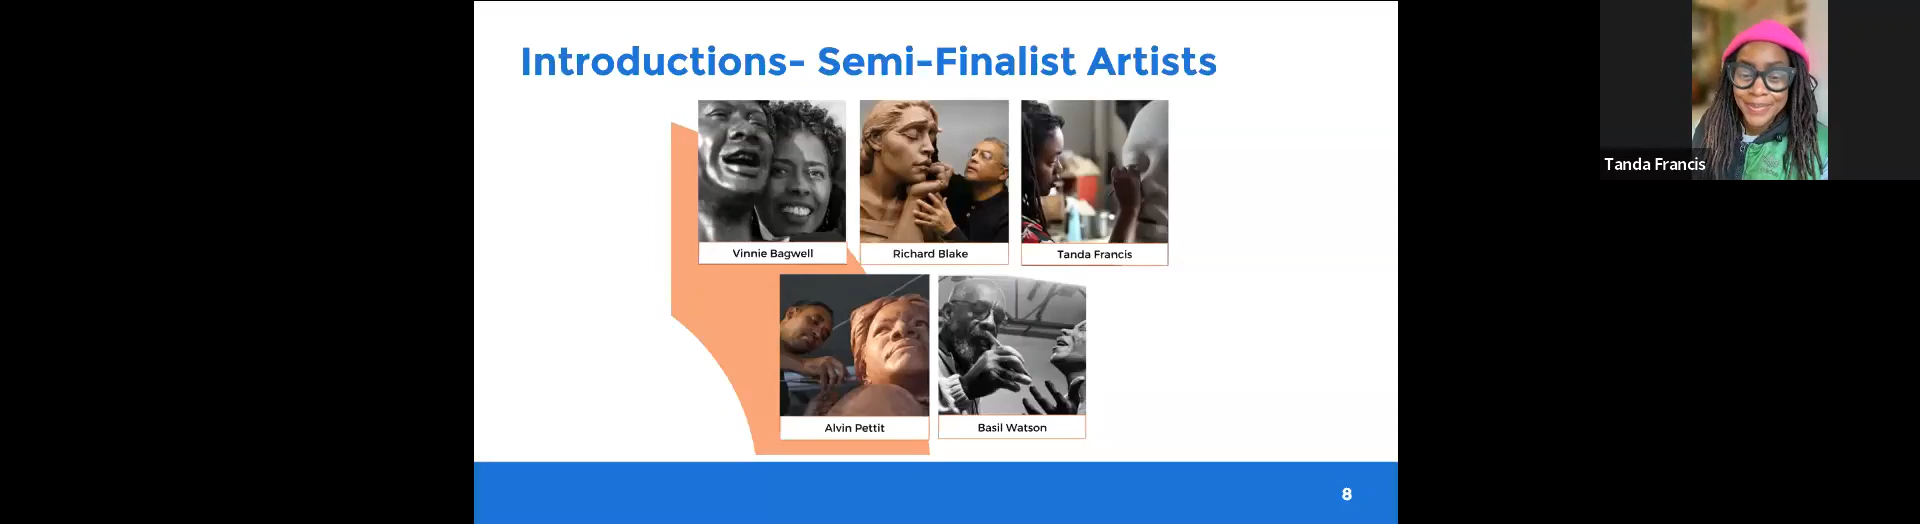 Introductions- Semi-Finalist Artists
Tanda Francis
Vinnie Bagwell
Richard Blake
Tanda Francis
Alvin Pettit
Basil Watson
8